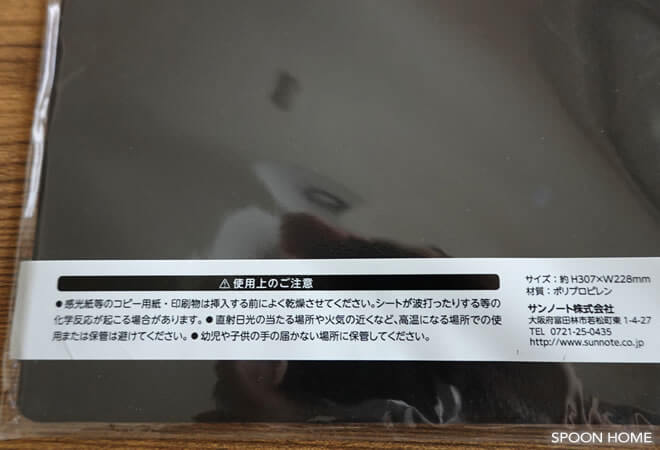 ⚠使用上のご注意
●感光紙等のコピー用紙・印刷物は挿入する前によく乾燥させてください。シートが波打ったりする等の
化学反応が起こる場合があります。●直射日光の当たる場所や火気の近くなど、高温になる場所での使
用または保管は避けてください。●幼児や子供の手の届かない場所に保管してください。
サイズ:約 H307×W228mm
材質:ポリプロピレン
サンノート株式会社
大阪府富田林市若松町東 1-4-27
TEL 0721-25-0435
http://www.sunnote.co.jp
SPOON HOME